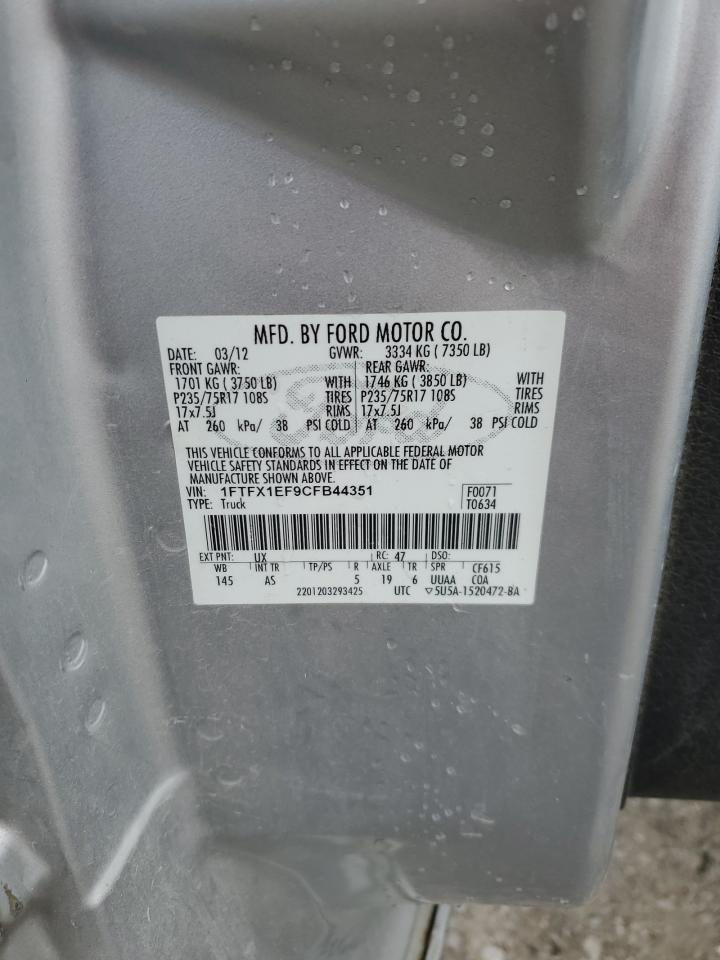 MFD. BY FORD MOTOR CO.
DATE: 03/12 GVWR: 3334 KG ( 7350 LB)
FRONT GAWR: REAR GAWR:
1701 KG ( 3750 LB) WITH 1746 KG ( 3850 LB) WITH
P235/75R17 108S TIRES P235/75R17 108S TIRES
17x7.5J RIMS 17x7.5J RIMS
AT 260 kPa/ 38 PSI COLD AT 260 kPa/ 38 PSI COLD
THIS VEHICLE CONFORMS TO ALL APPLICABLE FEDERAL MOTOR
VEHICLE SAFETY STANDARDS IN EFFECT ON THE DATE OF
MANUFACTURE SHOWN ABOVE.
VIN: 1FTFX1EF9CFB44351 F0071
TYPE: Truck T0634
EXT PNT: UX RC: 47 DSO:
WB INT TR TP/PS R AXLE TR SPR CF615
145 AS 5 19 6 UUAA COA
2201203293425 UTC ▽5U5A-1520472-BA
Ford